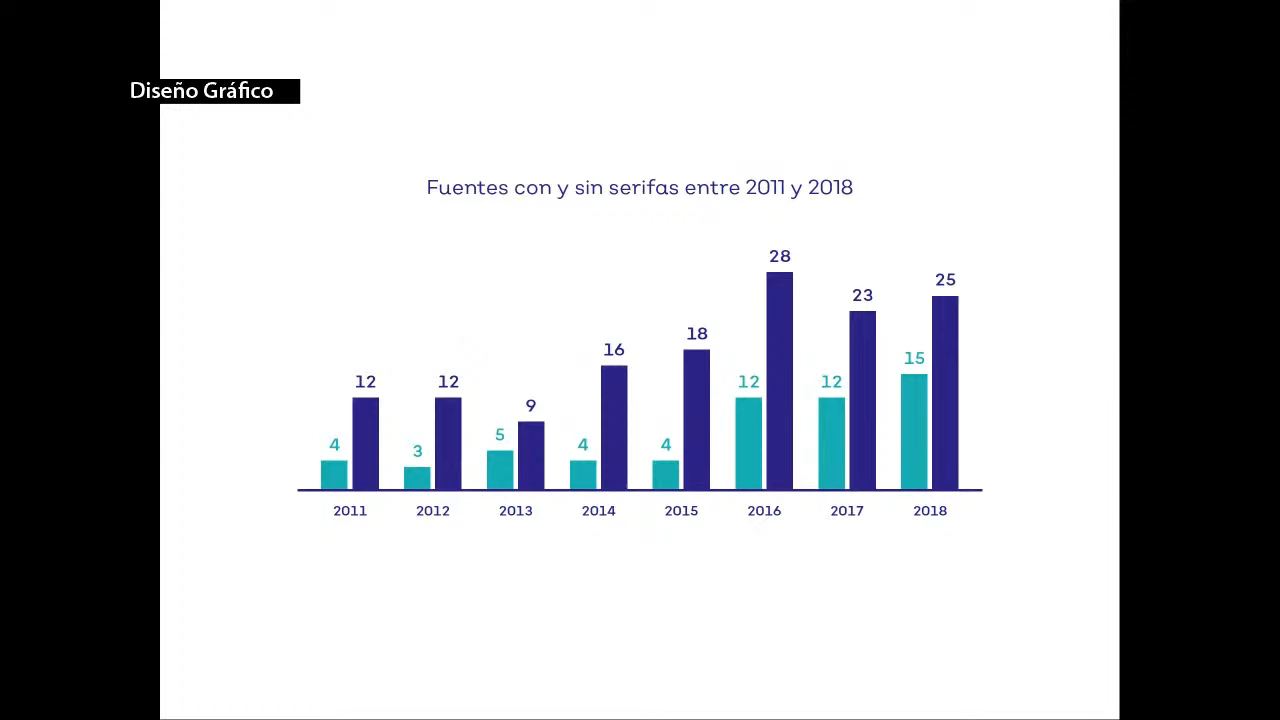 Diseño Gráfico
Fuentes con y sin serifas entre 2011 y 2018
4 12 3 12 5 9 4 16 4 18 12 28 12 23 15 25
2011 2012 2013 2014 2015 2016 2017 2018